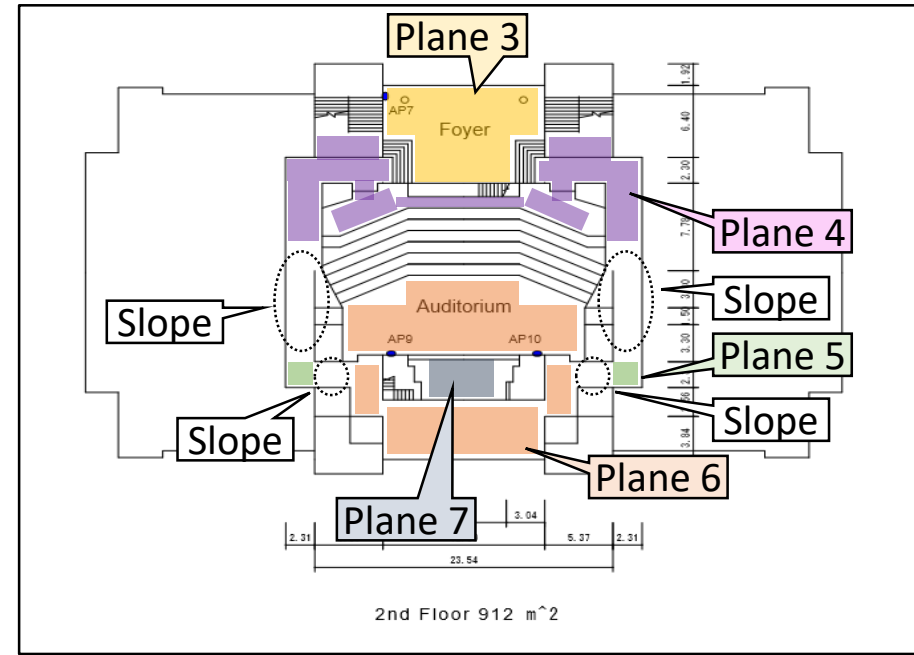 Plane 3
1.92
AP7
Foyer
6.40
2.30
Plane 4
7.78
Slope
Slope
Auditorium
1.50
AP9
AP10
3.30
Plane 5
Slope
Slope
3.84
Plane 6
Plane 7
3.04
2.31
5.37
2.31
23.54
2nd Floor 912 m^2